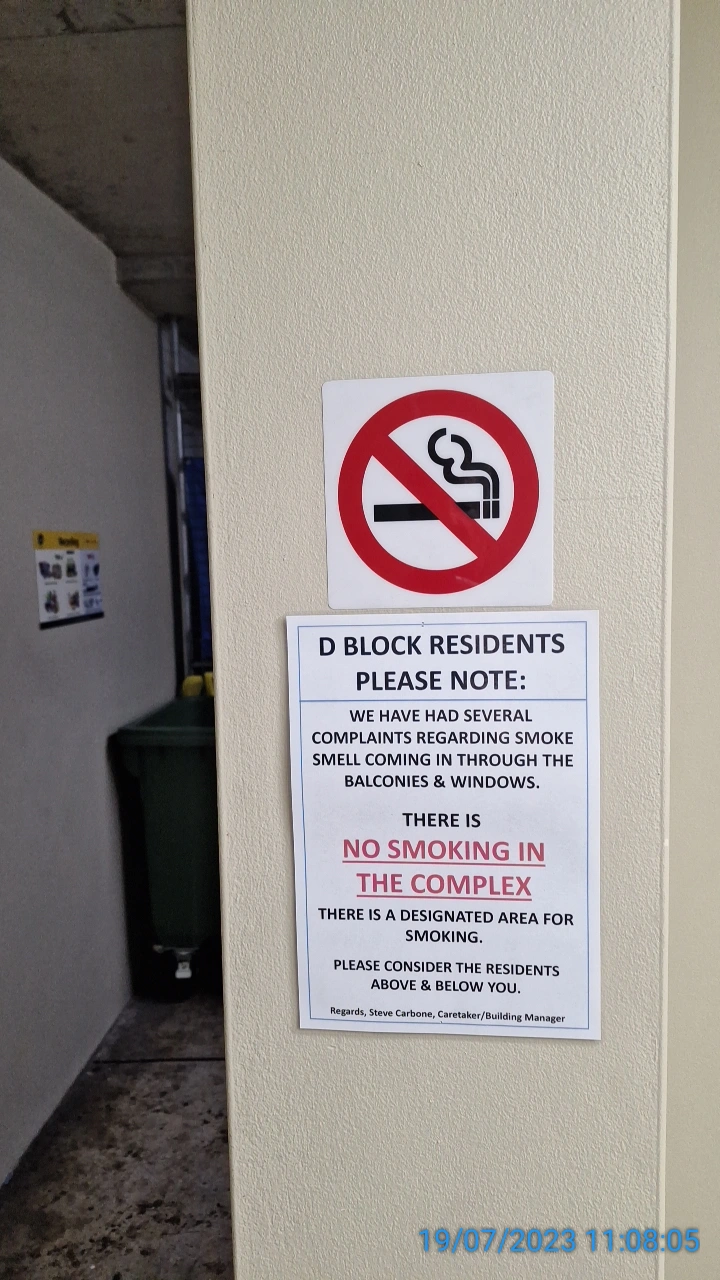 Recycling
D BLOCK RESIDENTS
PLEASE NOTE:
WE HAVE HAD SEVERAL
COMPLAINTS REGARDING SMOKE
SMELL COMING IN THROUGH THE
BALCONIES & WINDOWS.
THERE IS
NO SMOKING IN
THE COMPLEX
THERE IS A DESIGNATED AREA FOR
SMOKING.
PLEASE CONSIDER THE RESIDENTS
ABOVE & BELOW YOU.
Regards, Steve Carbone, Caretaker/Building Manager
19/07/2023 11:08:05